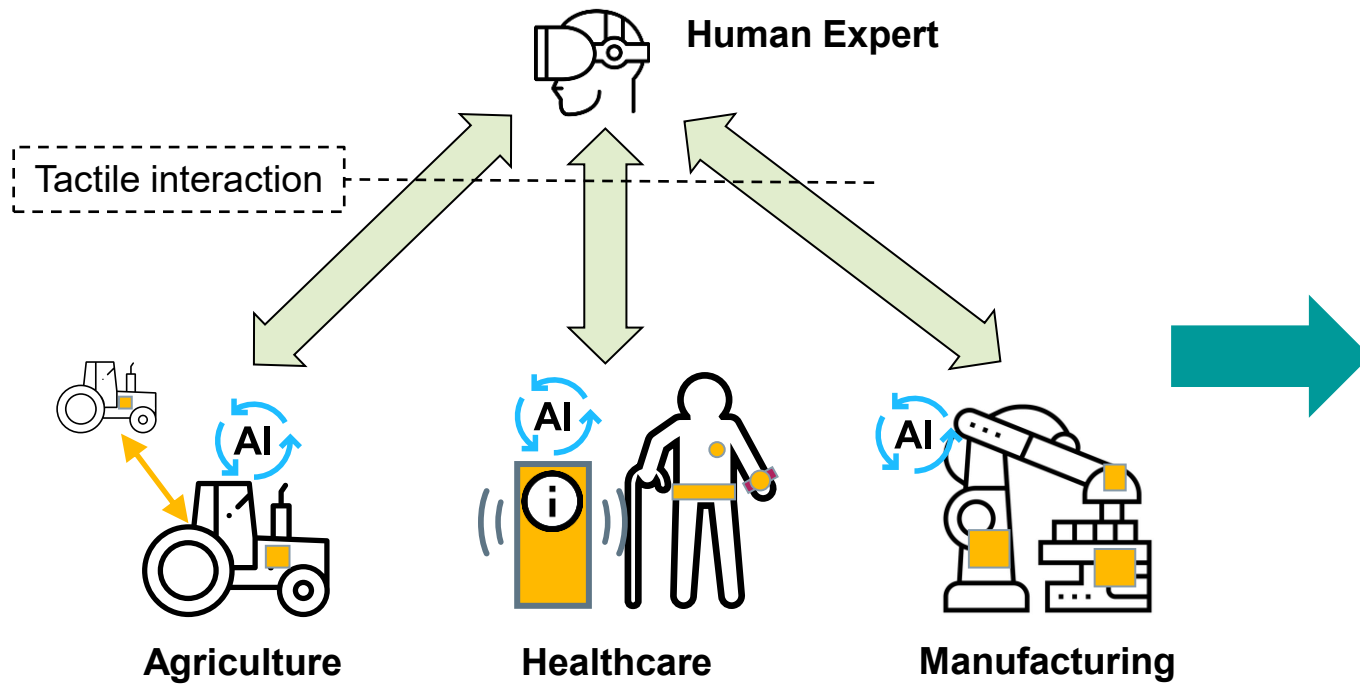 Human Expert
Tactile interaction
AI
AI
AI
i
Agriculture
Healthcare
Manufacturing